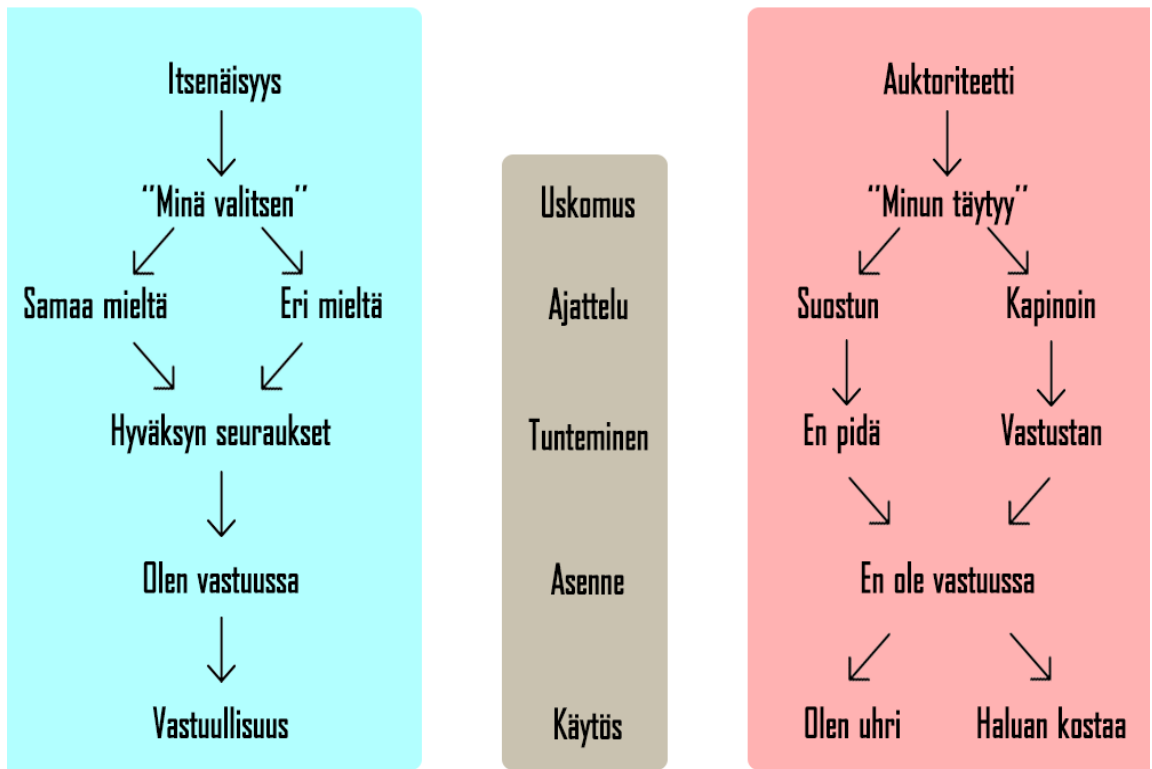 Itsenäisyys
"Minä valitsen"
Samaa mieltä
Eri mieltä
Hyväksyn seuraukset
Olen vastuussa
Vastuullisuus
Uskomus
Ajattelu
Tunteminen
Asenne
Käytös
Auktoriteetti
"Minun täytyy"
Suostun
Kapinoin
En pidä
Vastustan
En ole vastuussa
Olen uhri
Haluan kostaa